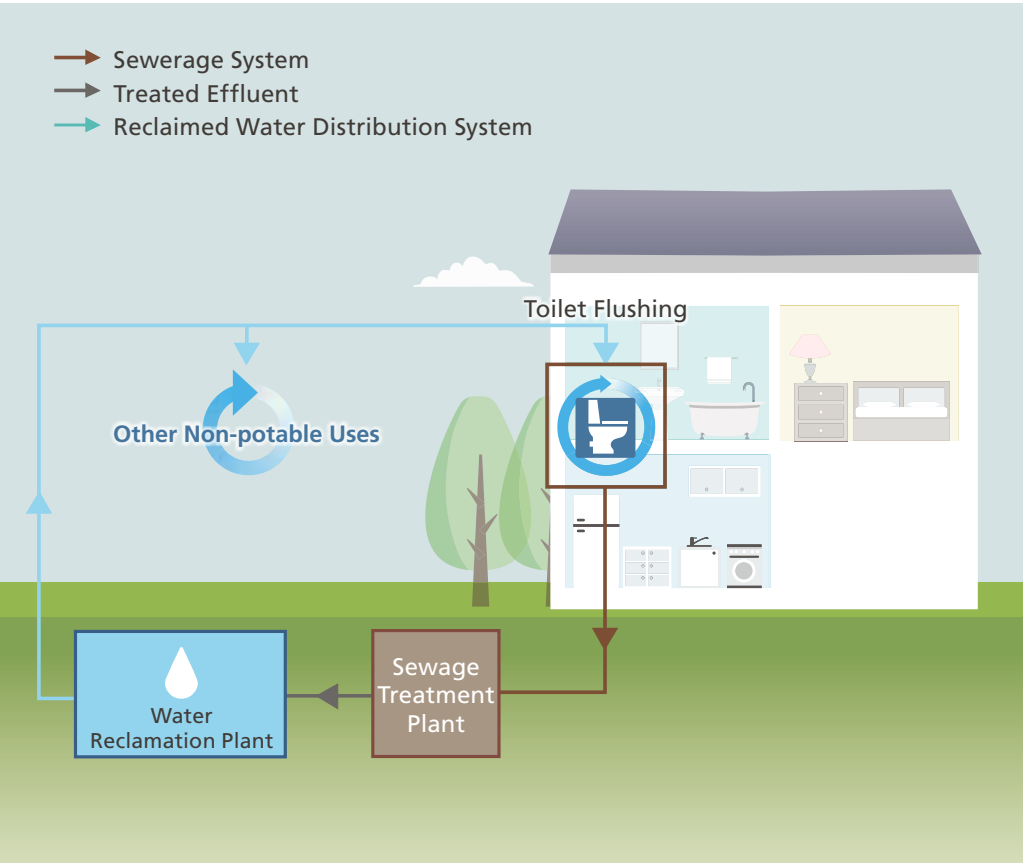 Sewerage System
Treated Effluent
Reclaimed Water Distribution System
Toilet Flushing
Other Non-potable Uses
Sewage
Treatment
Plant
Water
Reclamation Plant